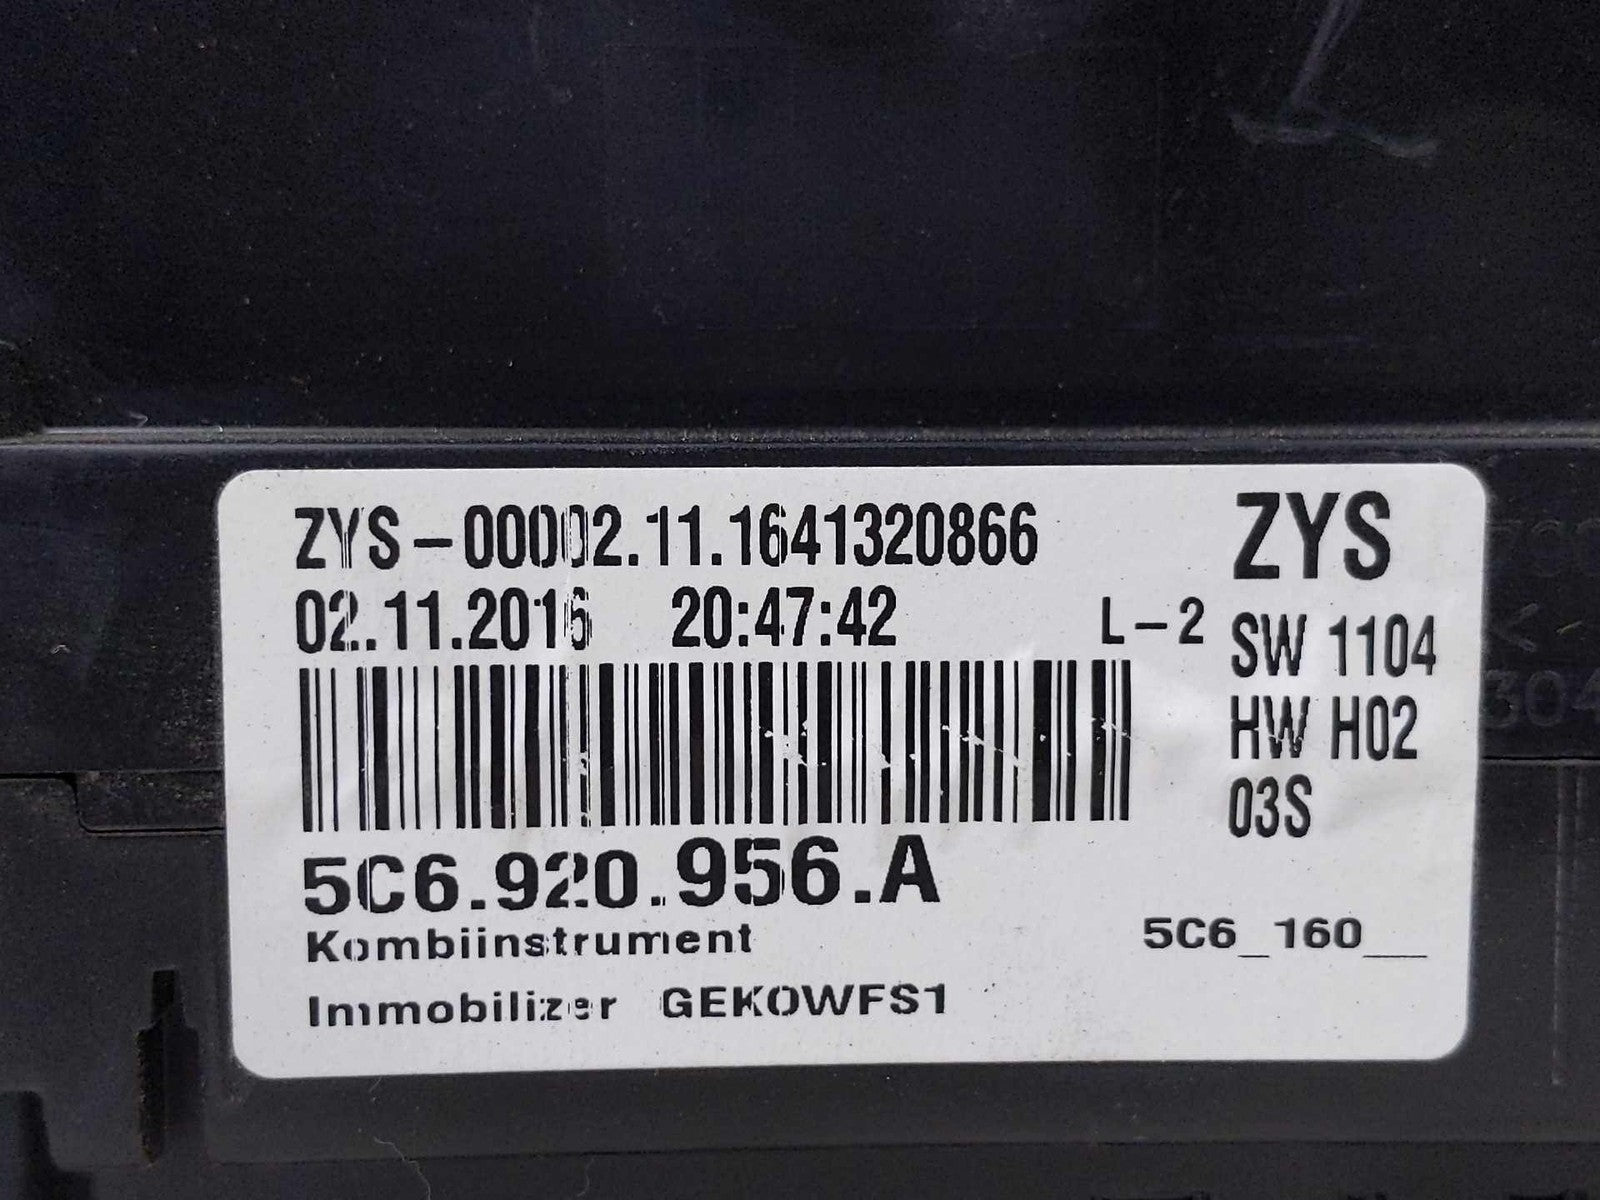 ZYS-00002.11.1641320866
02.11.2016 20:47:42 L-2
ZYS
SW 1104
HW H02
03S
5C6.920.956.A
Kombiinstrument
Immobilizer GEKOWFS1
5C6_160__